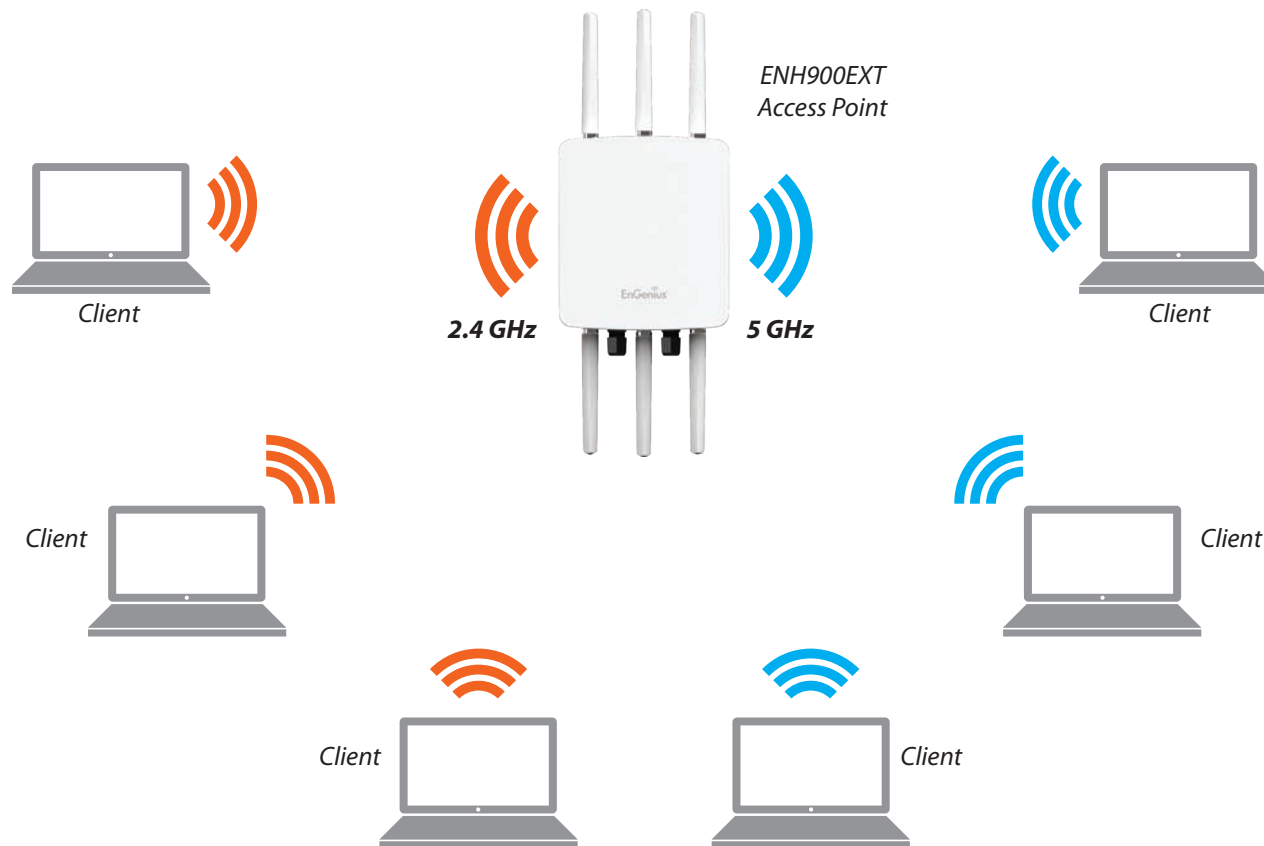 ENH900EXT
Access Point
Client
Client
EnGenius
2.4 GHz
5 GHz
Client
Client
Client
Client